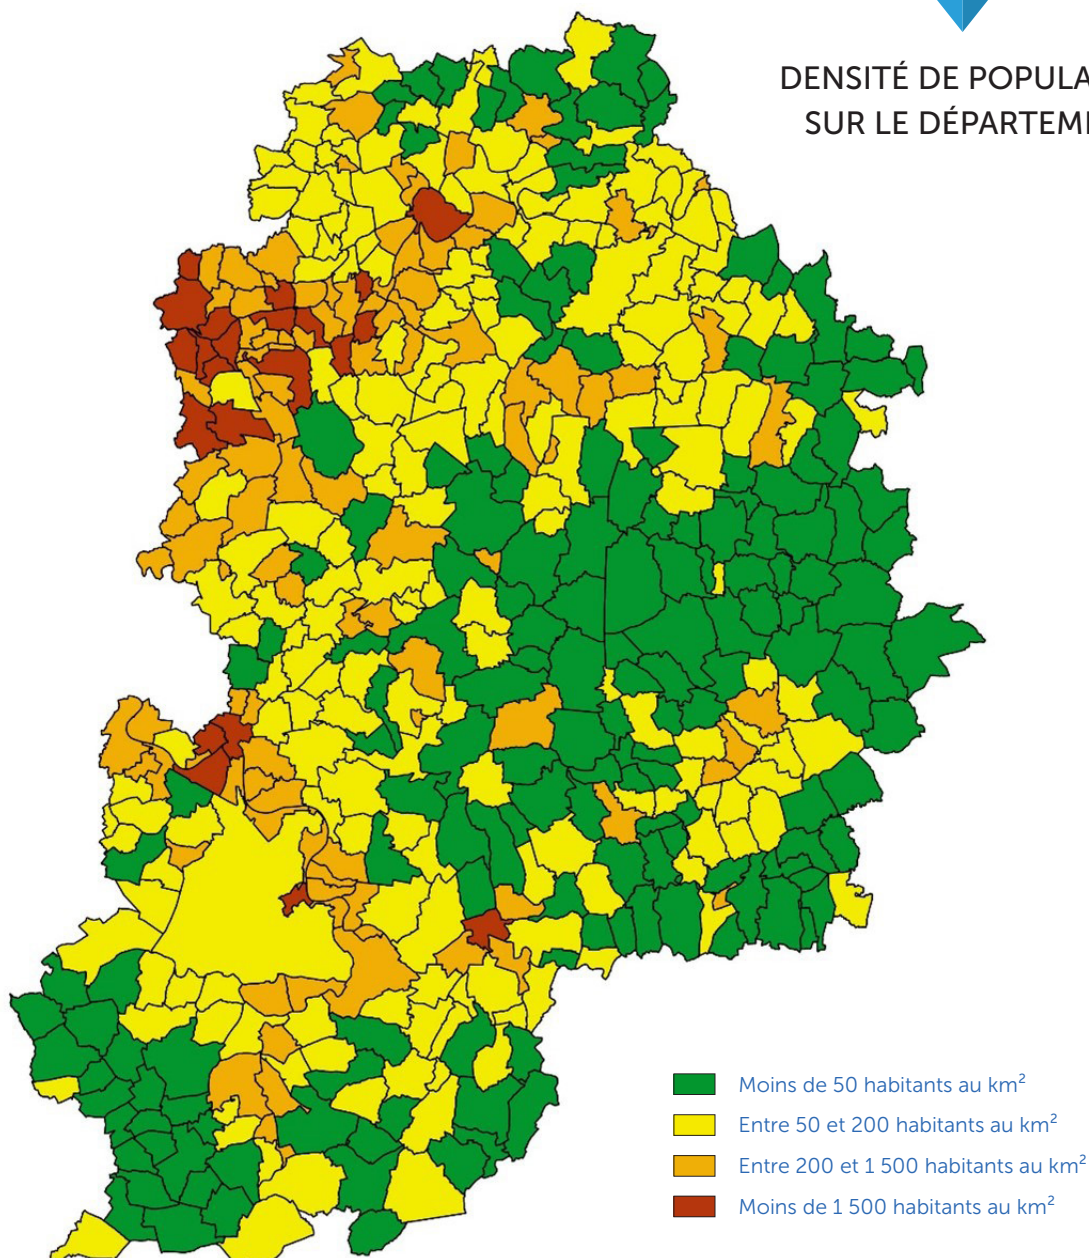 DENSITÉ DE POPULA
SUR LE DÉPARTEM
Moins de 50 habitants au km²
Entre 50 et 200 habitants au km²
Entre 200 et 1 500 habitants au km²
Moins de 1 500 habitants au km²